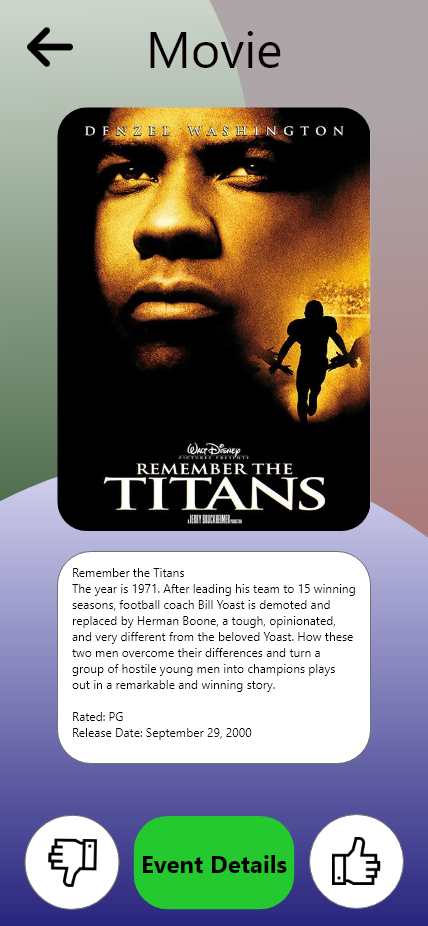 Movie
DENZEL WASHINGTON
WALT DISNEY
PICTURES PRESENTS
REMEMBER THE
TITANS
A JERRY BRUCKHEIMER PRODUCTION
Remember the Titans
The year is 1971. After leading his team to 15 winning
seasons, football coach Bill Yoast is demoted and
replaced by Herman Boone, a tough, opinionated,
and very different from the beloved Yoast. How these
two men overcome their differences and turn a
group of hostile young men into champions plays
out in a remarkable and winning story.
Rated: PG
Release Date: September 29, 2000
Event Details